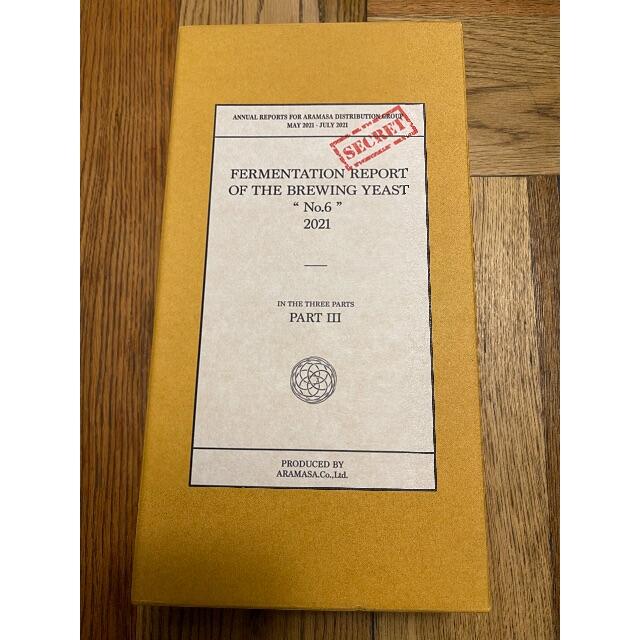 ANNUAL REPORTS FOR ARAMASA DISTRIBUTION GROUP
MAY 2021 - JULY 2021
SECRET
FERMENTATION REPORT
OF THE BREWING YEAST
“ No.6 ”
2021
IN THE THREE PARTS
PART III
PRODUCED BY
ARAMASA.Co.,Ltd.